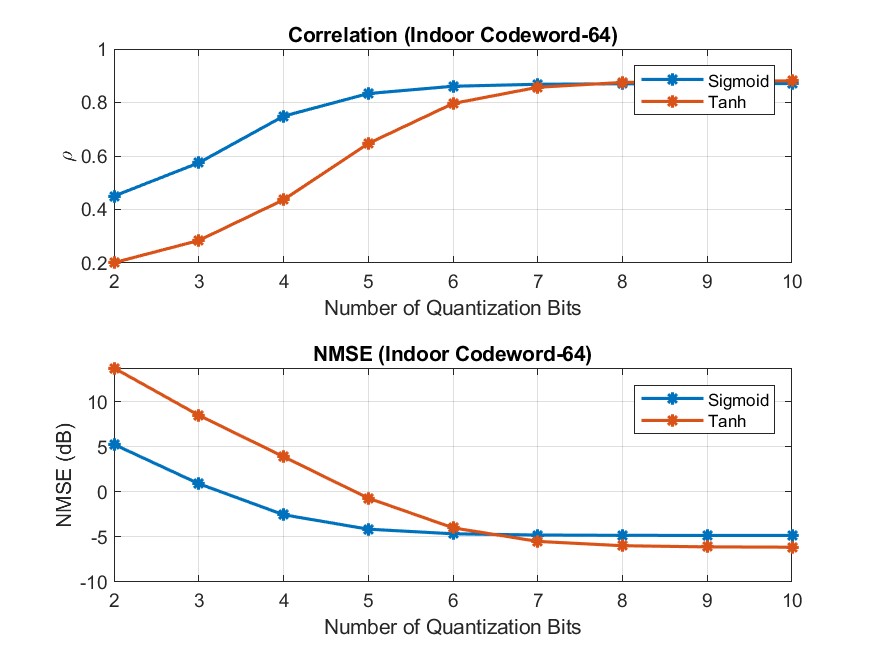 Correlation (Indoor Codeword-64)
1
0.8
0.6
0.4
0.2
ρ
Sigmoid
Tanh
2 3 4 5 6 7 8 9 10
Number of Quantization Bits
NMSE (Indoor Codeword-64)
10
5
0
-5
-10
NMSE (dB)
Sigmoid
Tanh
2 3 4 5 6 7 8 9 10
Number of Quantization Bits